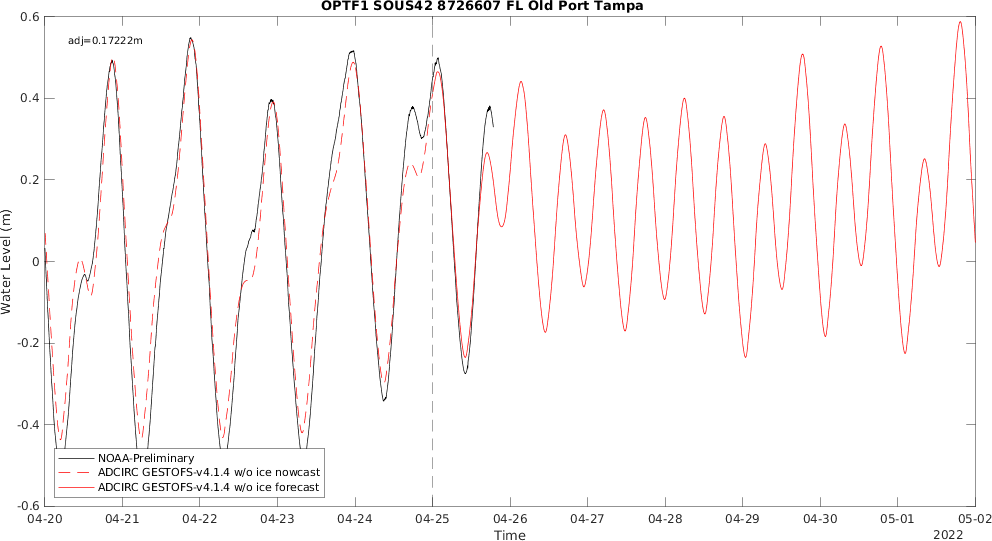 OPTF1 SOUS42 8726607 FL Old Port Tampa
adj=0.17222m
0.6
0.4
0.2
0
-0.2
-0.4
-0.6
Water Level (m)
NOAA-Preliminary
ADCIRC GESTOFS-v4.1.4 w/o ice nowcast
ADCIRC GESTOFS-v4.1.4 w/o ice forecast
04-20 04-21 04-22 04-23 04-24 04-25 04-26 04-27 04-28 04-29 04-30 05-01 05-02
Time
2022